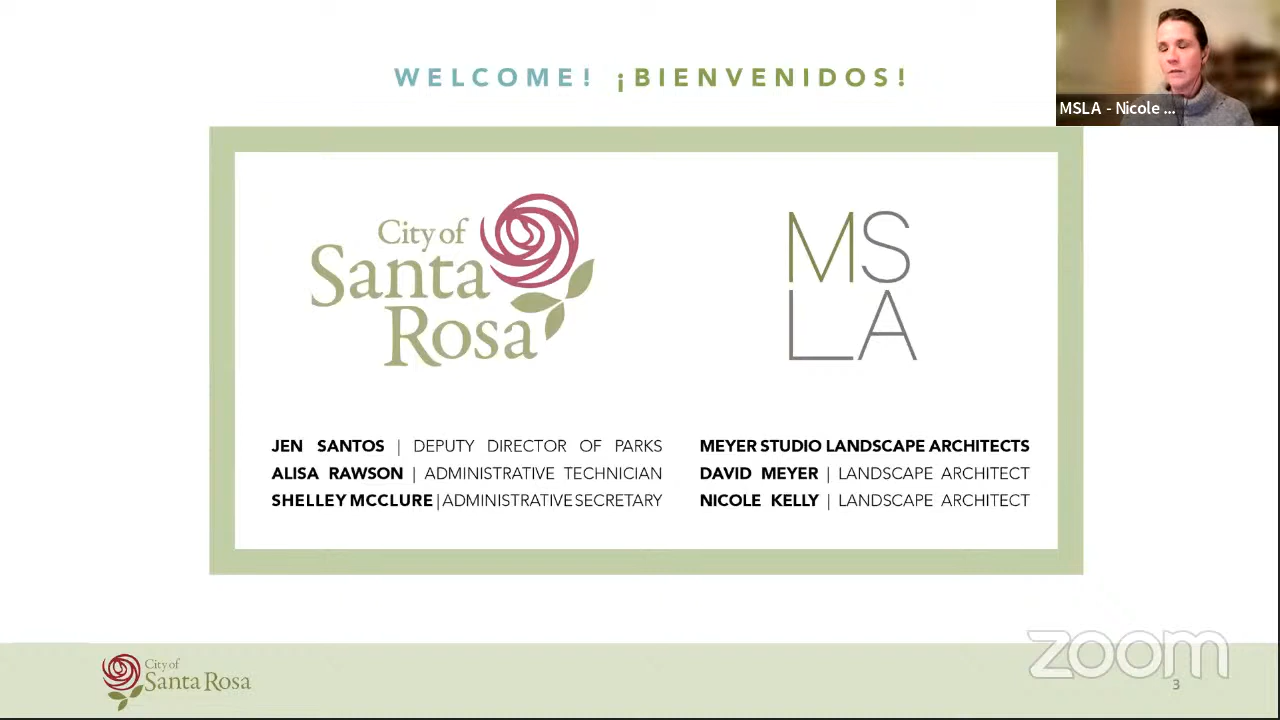 WELCOME! ¡BIENVENIDOS!
MSLA - Nicole ...
City of
Santa
Rosa
MS
LA
JEN SANTOS | DEPUTY DIRECTOR OF PARKS
ALISA RAWSON | ADMINISTRATIVE TECHNICIAN
SHELLEY MCCLURE | ADMINISTRATIVE SECRETARY
MEYER STUDIO LANDSCAPE ARCHITECTS
DAVID MEYER | LANDSCAPE ARCHITECT
NICOLE KELLY | LANDSCAPE ARCHITECT
City of
Santa Rosa
zoom
3